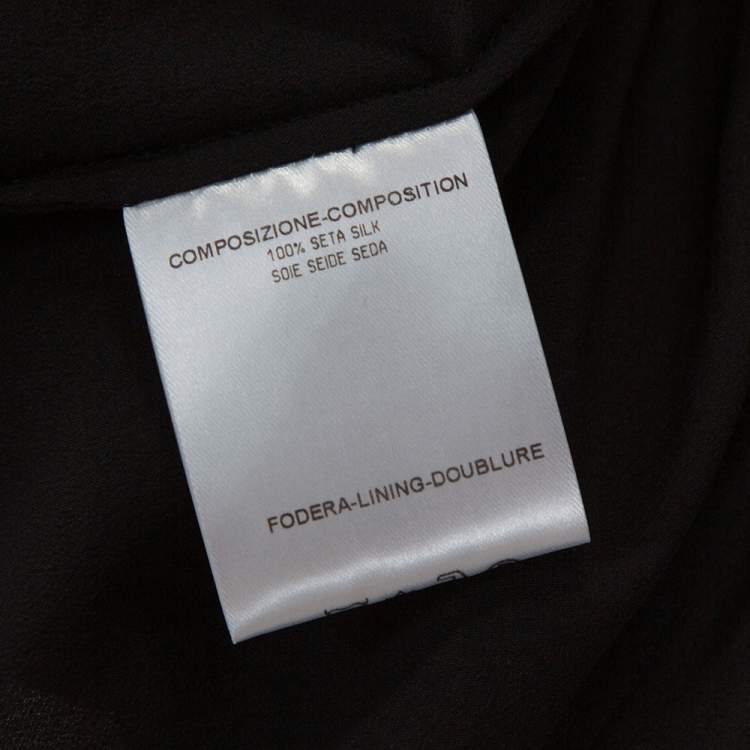 COMPOSIZIONE-COMPOSITION
100% SETA SILK
SOIE SEIDE SEDA
FODERA-LINING-DOUBLURE